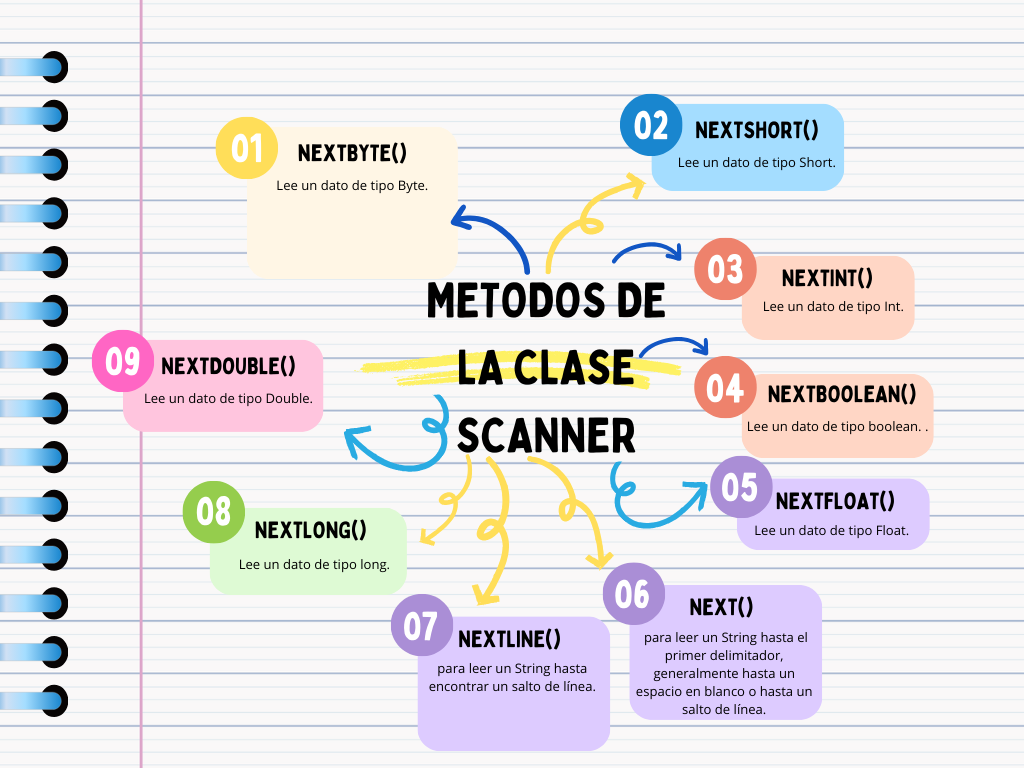 METODOS DE
LA CLASE
SCANNER
01
NEXTBYTE()
Lee un dato de tipo Byte.
02
NEXTSHORT()
Lee un dato de tipo Short.
03
NEXTINT()
Lee un dato de tipo Int.
04
NEXTBOOLEAN()
Lee un dato de tipo boolean. .
05
NEXTFLOAT()
Lee un dato de tipo Float.
06
NEXT()
para leer un String hasta el
primer delimitador,
generalmente hasta un
espacio en blanco o hasta un
salto de línea.
07
NEXTLINE()
para leer un String hasta
encontrar un salto de línea.
08
NEXTLONG()
Lee un dato de tipo long.
09
NEXTDOUBLE()
Lee un dato de tipo Double.